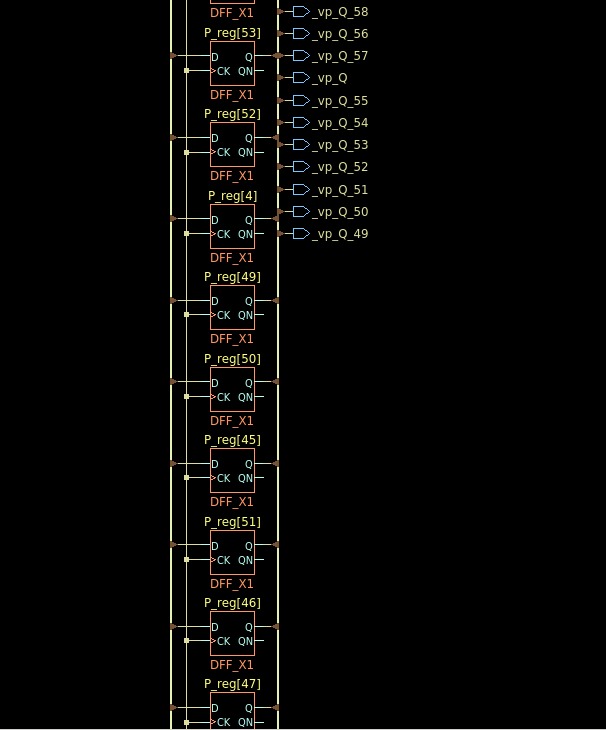 DFF_X1
_vp_Q_58
P_reg[53]
_vp_Q_56
D Q
_vp_Q_57
CK QN
_vp_Q
DFF_X1
_vp_Q_55
P_reg[52]
_vp_Q_54
D Q
_vp_Q_53
CK QN
_vp_Q_52
DFF_X1
_vp_Q_51
P_reg[4]
_vp_Q_50
D Q
_vp_Q_49
CK QN
DFF_X1
P_reg[49]
D Q
CK QN
DFF_X1
P_reg[50]
D Q
CK QN
DFF_X1
P_reg[45]
D Q
CK QN
DFF_X1
P_reg[51]
D Q
CK QN
DFF_X1
P_reg[46]
D Q
CK QN
DFF_X1
P_reg[47]
D Q
CK QN